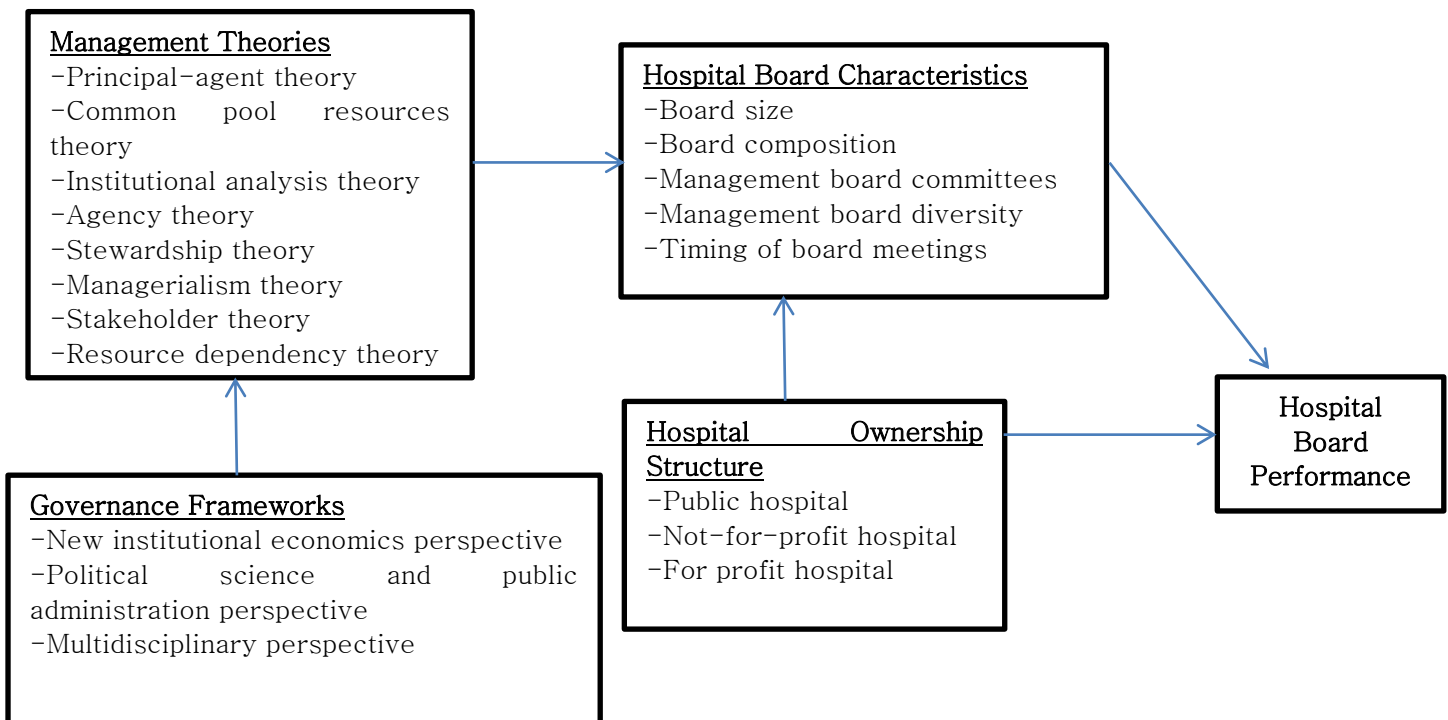 Management Theories
-Principal-agent theory
-Common pool resources
theory
-Institutional analysis theory
-Agency theory
-Stewardship theory
-Managerialism theory
-Stakeholder theory
-Resource dependency theory
Hospital Board Characteristics
-Board size
-Board composition
-Management board committees
-Management board diversity
-Timing of board meetings
Governance Frameworks
-New institutional economics perspective
-Political science and public
administration perspective
-Multidisciplinary perspective
Hospital Ownership
Structure
-Public hospital
-Not-for-profit hospital
-For profit hospital
Hospital
Board
Performance